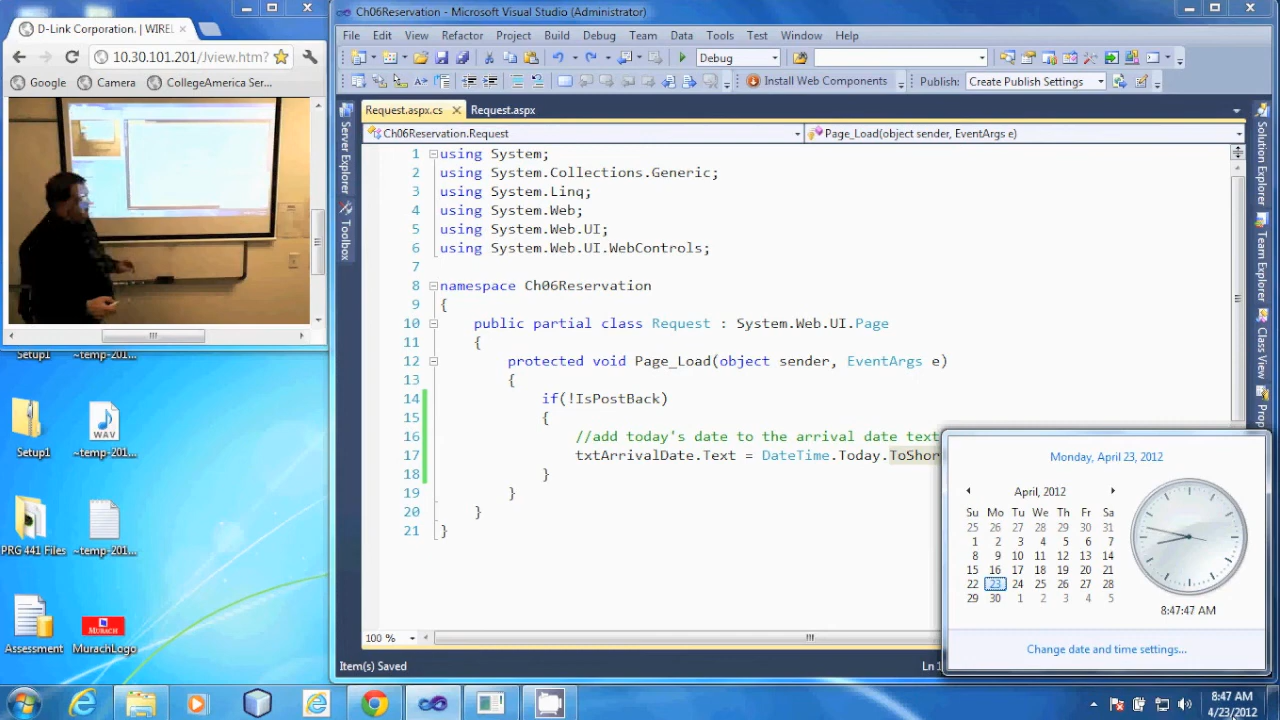 D-Link Corporation. | WIREL
10.30.101.201/Jview.htm?
Google
Camera
CollegeAmerica Ser...
Setup1
~temp-201...
WAV
Setup1
~temp-201...
PRG 441 Files
~temp-201...
Assessment
MURACH
MurachLogo
Ch06Reservation - Microsoft Visual Studio (Administrator)
File Edit View Refactor Project Build Debug Team Data Tools Test Window Help
Debug
Install Web Components
Publish: Create Publish Settings
Server Explorer
Toolbox
Request.aspx.cs
Request.aspx
Ch06Reservation.Request
Page_Load(object sender, EventArgs e)
1 using System;
2 using System.Collections.Generic;
3 using System.Linq;
4 using System.Web;
5 using System.Web.UI;
6 using System.Web.UI.WebControls;
7
8 namespace Ch06Reservation
9 {
10 public partial class Request : System.Web.UI.Page
11 {
12 protected void Page_Load(object sender, EventArgs e)
13 {
14 if(!IsPostBack)
15 {
16 //add today's date to the arrival date text
17 txtArrivalDate.Text = DateTime.Today.ToShor
18 }
19 }
20 }
21 }
100 %
Item(s) Saved
Ln 1
Solution Explorer
Team Explorer
Class View
Prop
Monday, April 23, 2012
April, 2012
Su Mo Tu We Th Fr Sa
25 26 27 28 29 30 31
1 2 3 4 5 6 7
8 9 10 11 12 13 14
15 16 17 18 19 20 21
22 23 24 25 26 27 28
29 30 1 2 3 4 5
8:47:47 AM
Change date and time settings...
8:47 AM
4/23/2012